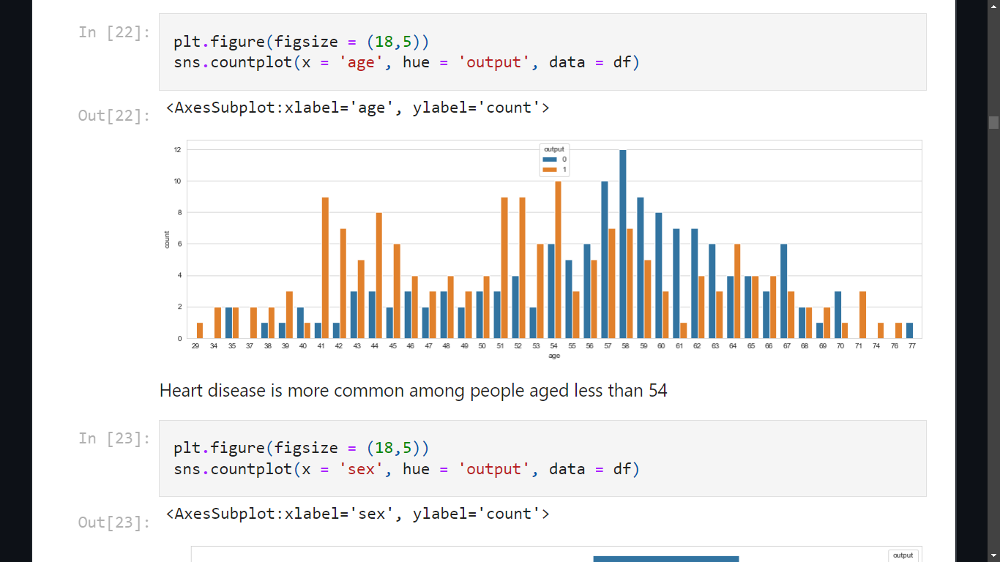 In [22]:
plt.figure(figsize = (18,5))
sns.countplot(x = 'age', hue = 'output', data = df)
Out[22]:
<AxesSubplot:xlabel='age', ylabel='count'>
output
0
1
12
10
8
6
4
2
0
count
29 34 35 37 38 39 40 41 42 43 44 45 46 47 48 49 50 51 52 53 54 55 56 57 58 59 60 61 62 63 64 65 66 67 68 69 70 71 74 76 77
age
Heart disease is more common among people aged less than 54
In [23]:
plt.figure(figsize = (18,5))
sns.countplot(x = 'sex', hue = 'output', data = df)
Out[23]:
<AxesSubplot:xlabel='sex', ylabel='count'>
output